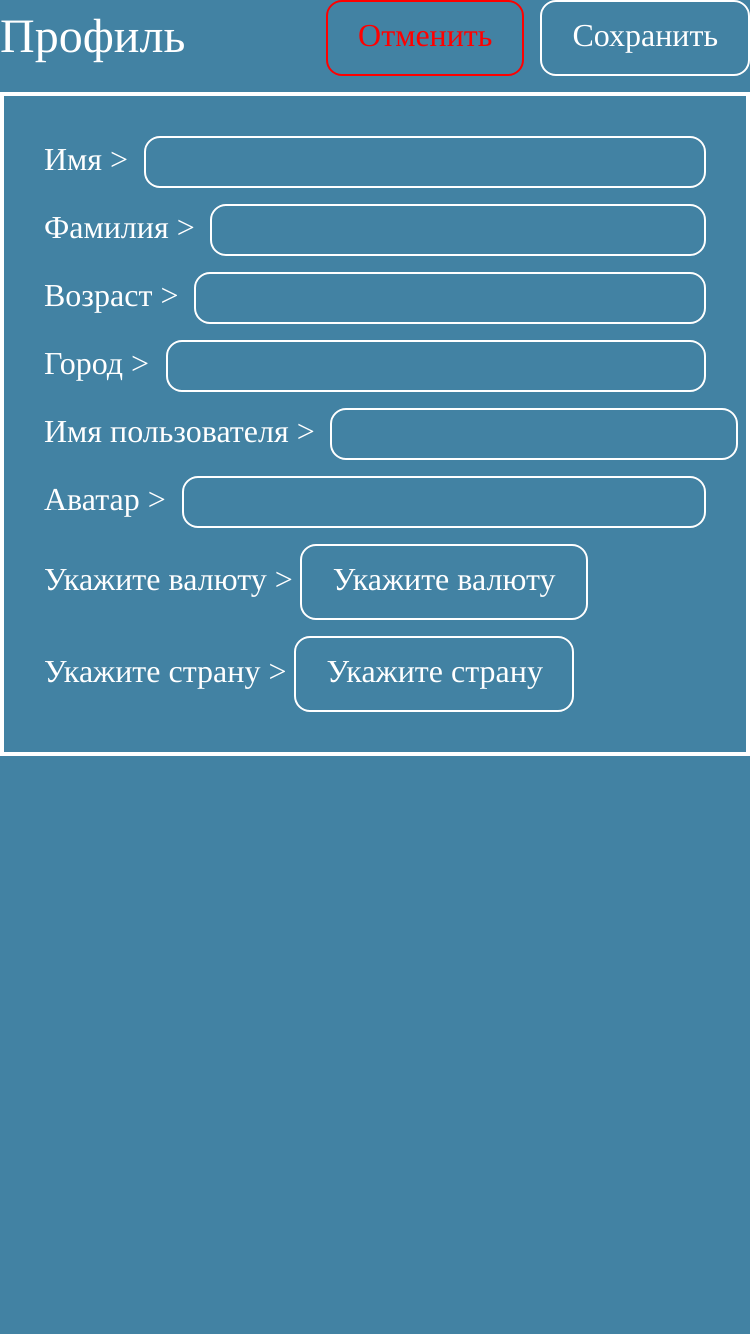 Профиль Отменить Сохранить
Имя >
Фамилия >
Возраст >
Город >
Имя пользователя >
Аватар >
Укажите валюту > Укажите валюту
Укажите страну > Укажите страну